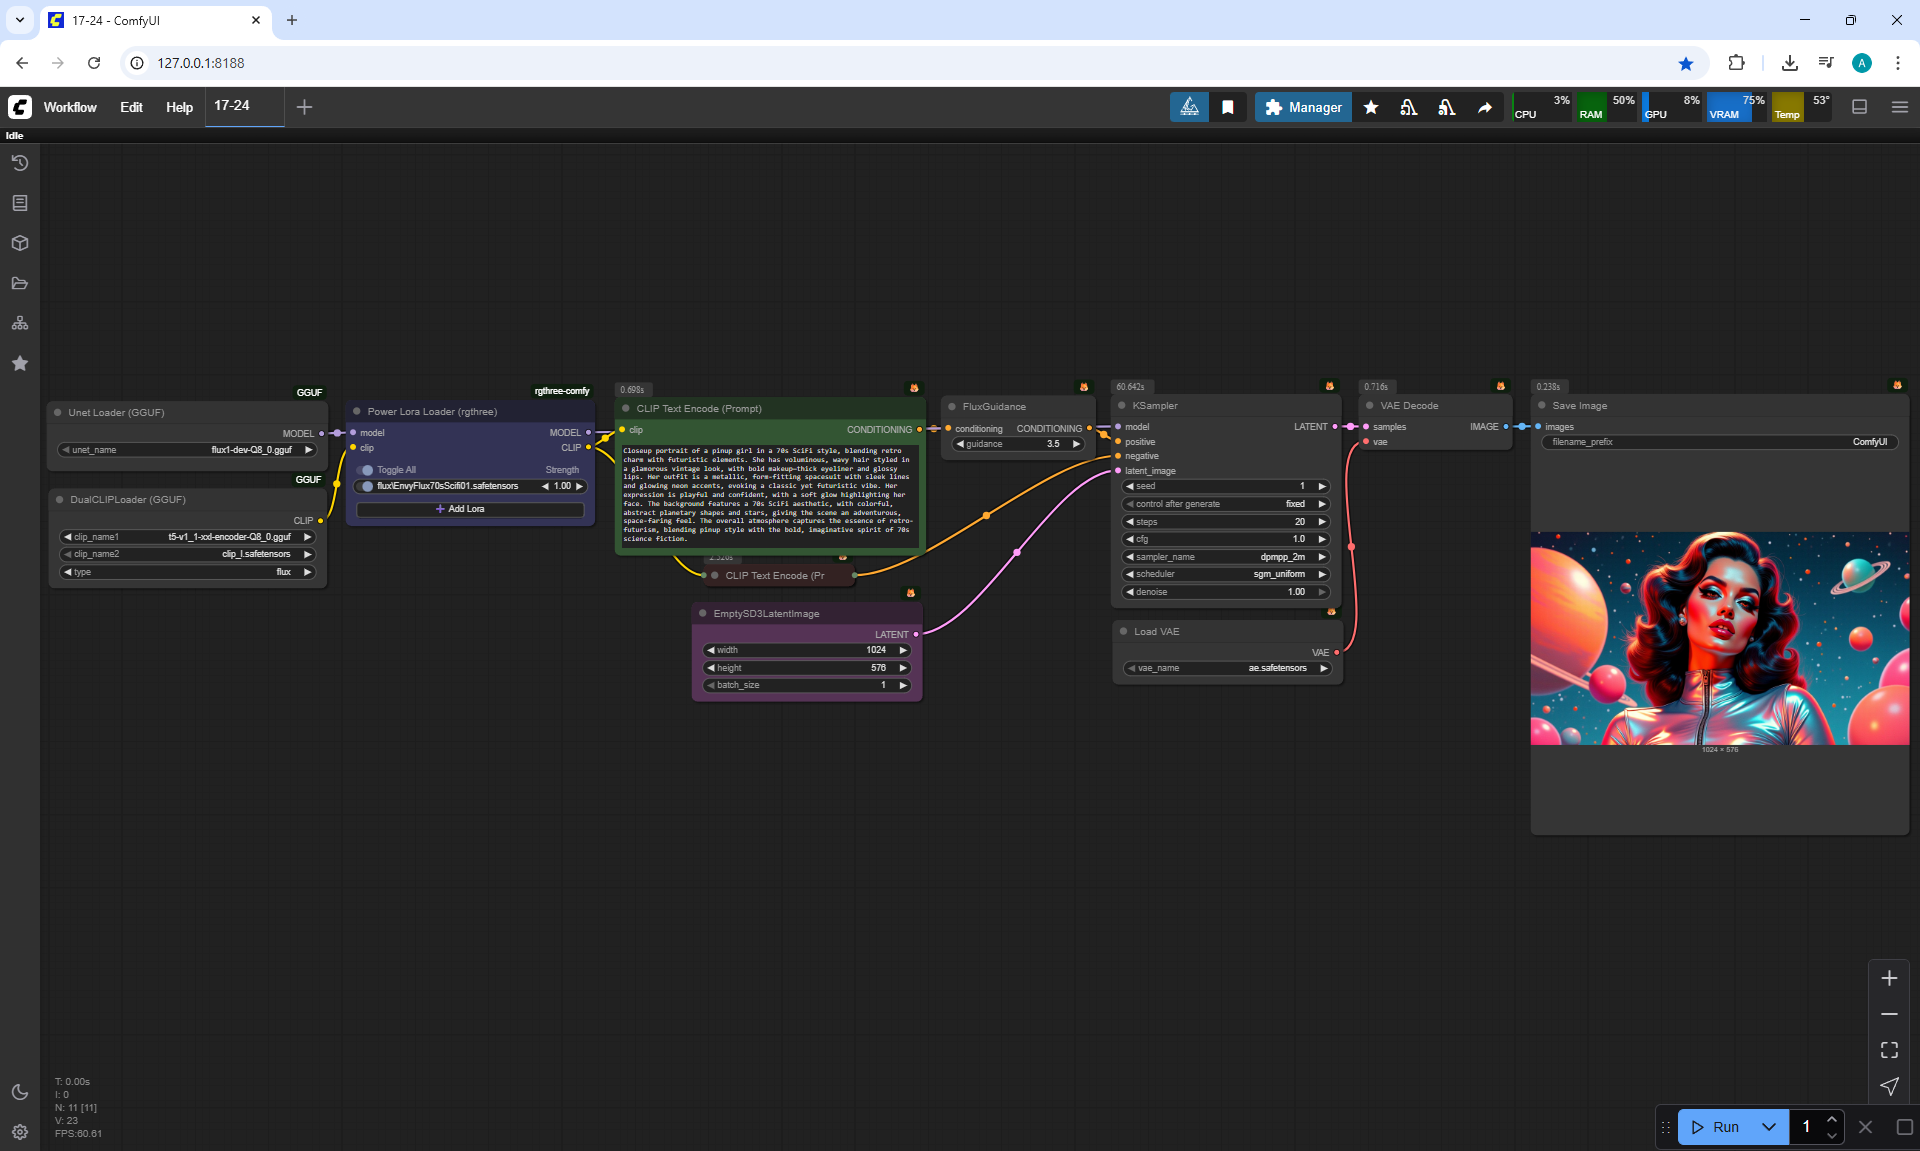 17-24 - ComfyUI
127.0.0.1:8188
Workflow
Edit
Help
17-24
Manager
CPU 3%
RAM 50%
GPU 8%
VRAM 75%
Temp 53°
A
Idle
GGUF
Unet Loader (GGUF)
MODEL
unet_name flux1-dev-Q8_0.gguf
GGUF
DualCLIPLoader (GGUF)
CLIP
clip_name1 t5-v1_1-xxl-encoder-Q8_0.gguf
clip_name2 clip_l.safetensors
type flux
rgthree-comfy
Power Lora Loader (rgthree)
model MODEL
clip CLIP
Toggle All Strength
flux\EnvyFlux70sScifi01.safetensors 1.00
+ Add Lora
0.698s
CLIP Text Encode (Prompt)
clip CONDITIONING
Closeup portrait of a pinup girl in a 70s SciFi style, blending retro
charm with futuristic elements. She has voluminous, wavy hair styled in
a glamorous vintage look, with bold makeup—thick eyeliner and glossy
lips. Her outfit is a metallic, form-fitting spacesuit with sleek lines
and glowing neon accents, evoking a classic yet futuristic vibe. Her
expression is playful and confident, with a soft glow highlighting her
face. The background features a 70s SciFi aesthetic, with colorful,
abstract planetary shapes and stars, giving the scene an adventurous,
space-faring feel. The overall atmosphere captures the essence of retro-
futurism, blending pinup style with the bold, imaginative spirit of 70s
science fiction.
CLIP Text Encode (Pr
EmptySD3LatentImage
LATENT
width 1024
height 576
batch_size 1
FluxGuidance
conditioning CONDITIONING
guidance 3.5
60.642s
KSampler
model LATENT
positive
negative
latent_image
seed 1
control after generate fixed
steps 20
cfg 1.0
sampler_name dpmpp_2m
scheduler sgm_uniform
denoise 1.00
Load VAE
VAE
vae_name ae.safetensors
0.716s
VAE Decode
samples IMAGE
vae
0.238s
Save Image
images
filename_prefix ComfyUI
1024 × 576
T: 0.00s
I: 0
N: 11 [11]
V: 23
FPS:60.61
Run
1